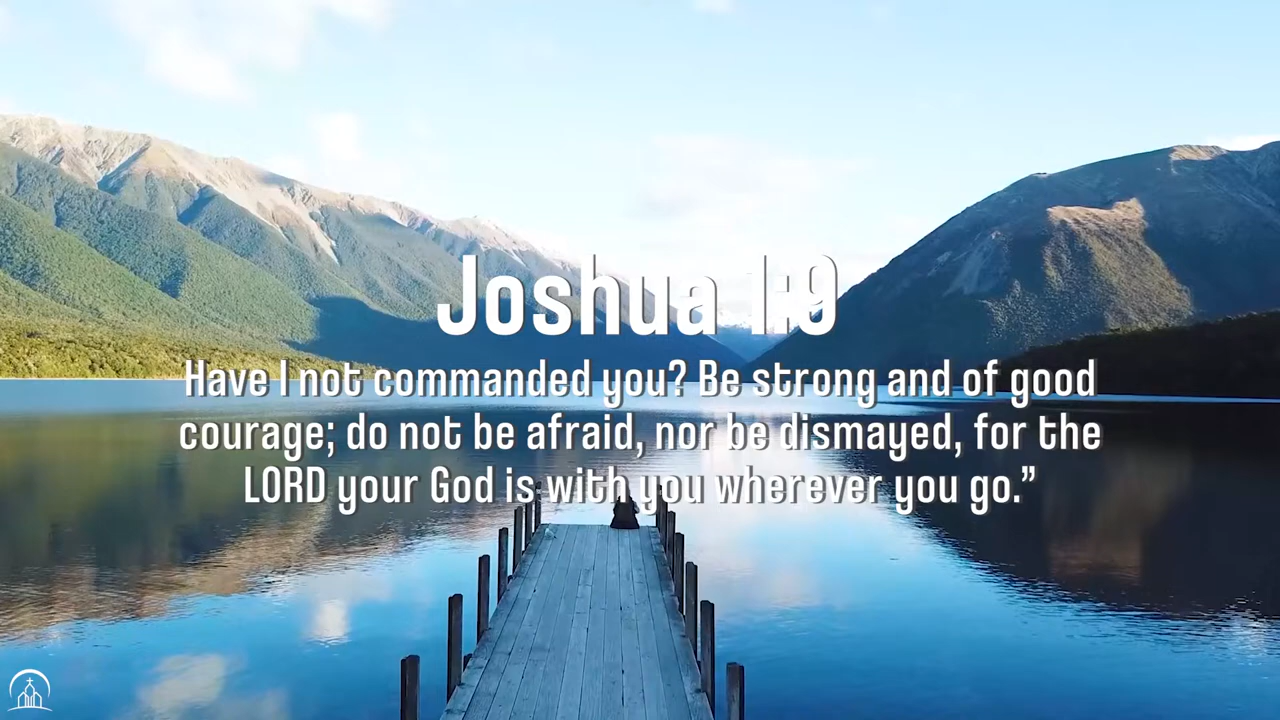 Joshua 1:9
Have I not commanded you? Be strong and of good
courage; do not be afraid, nor be dismayed, for the
LORD your God is with you wherever you go.”